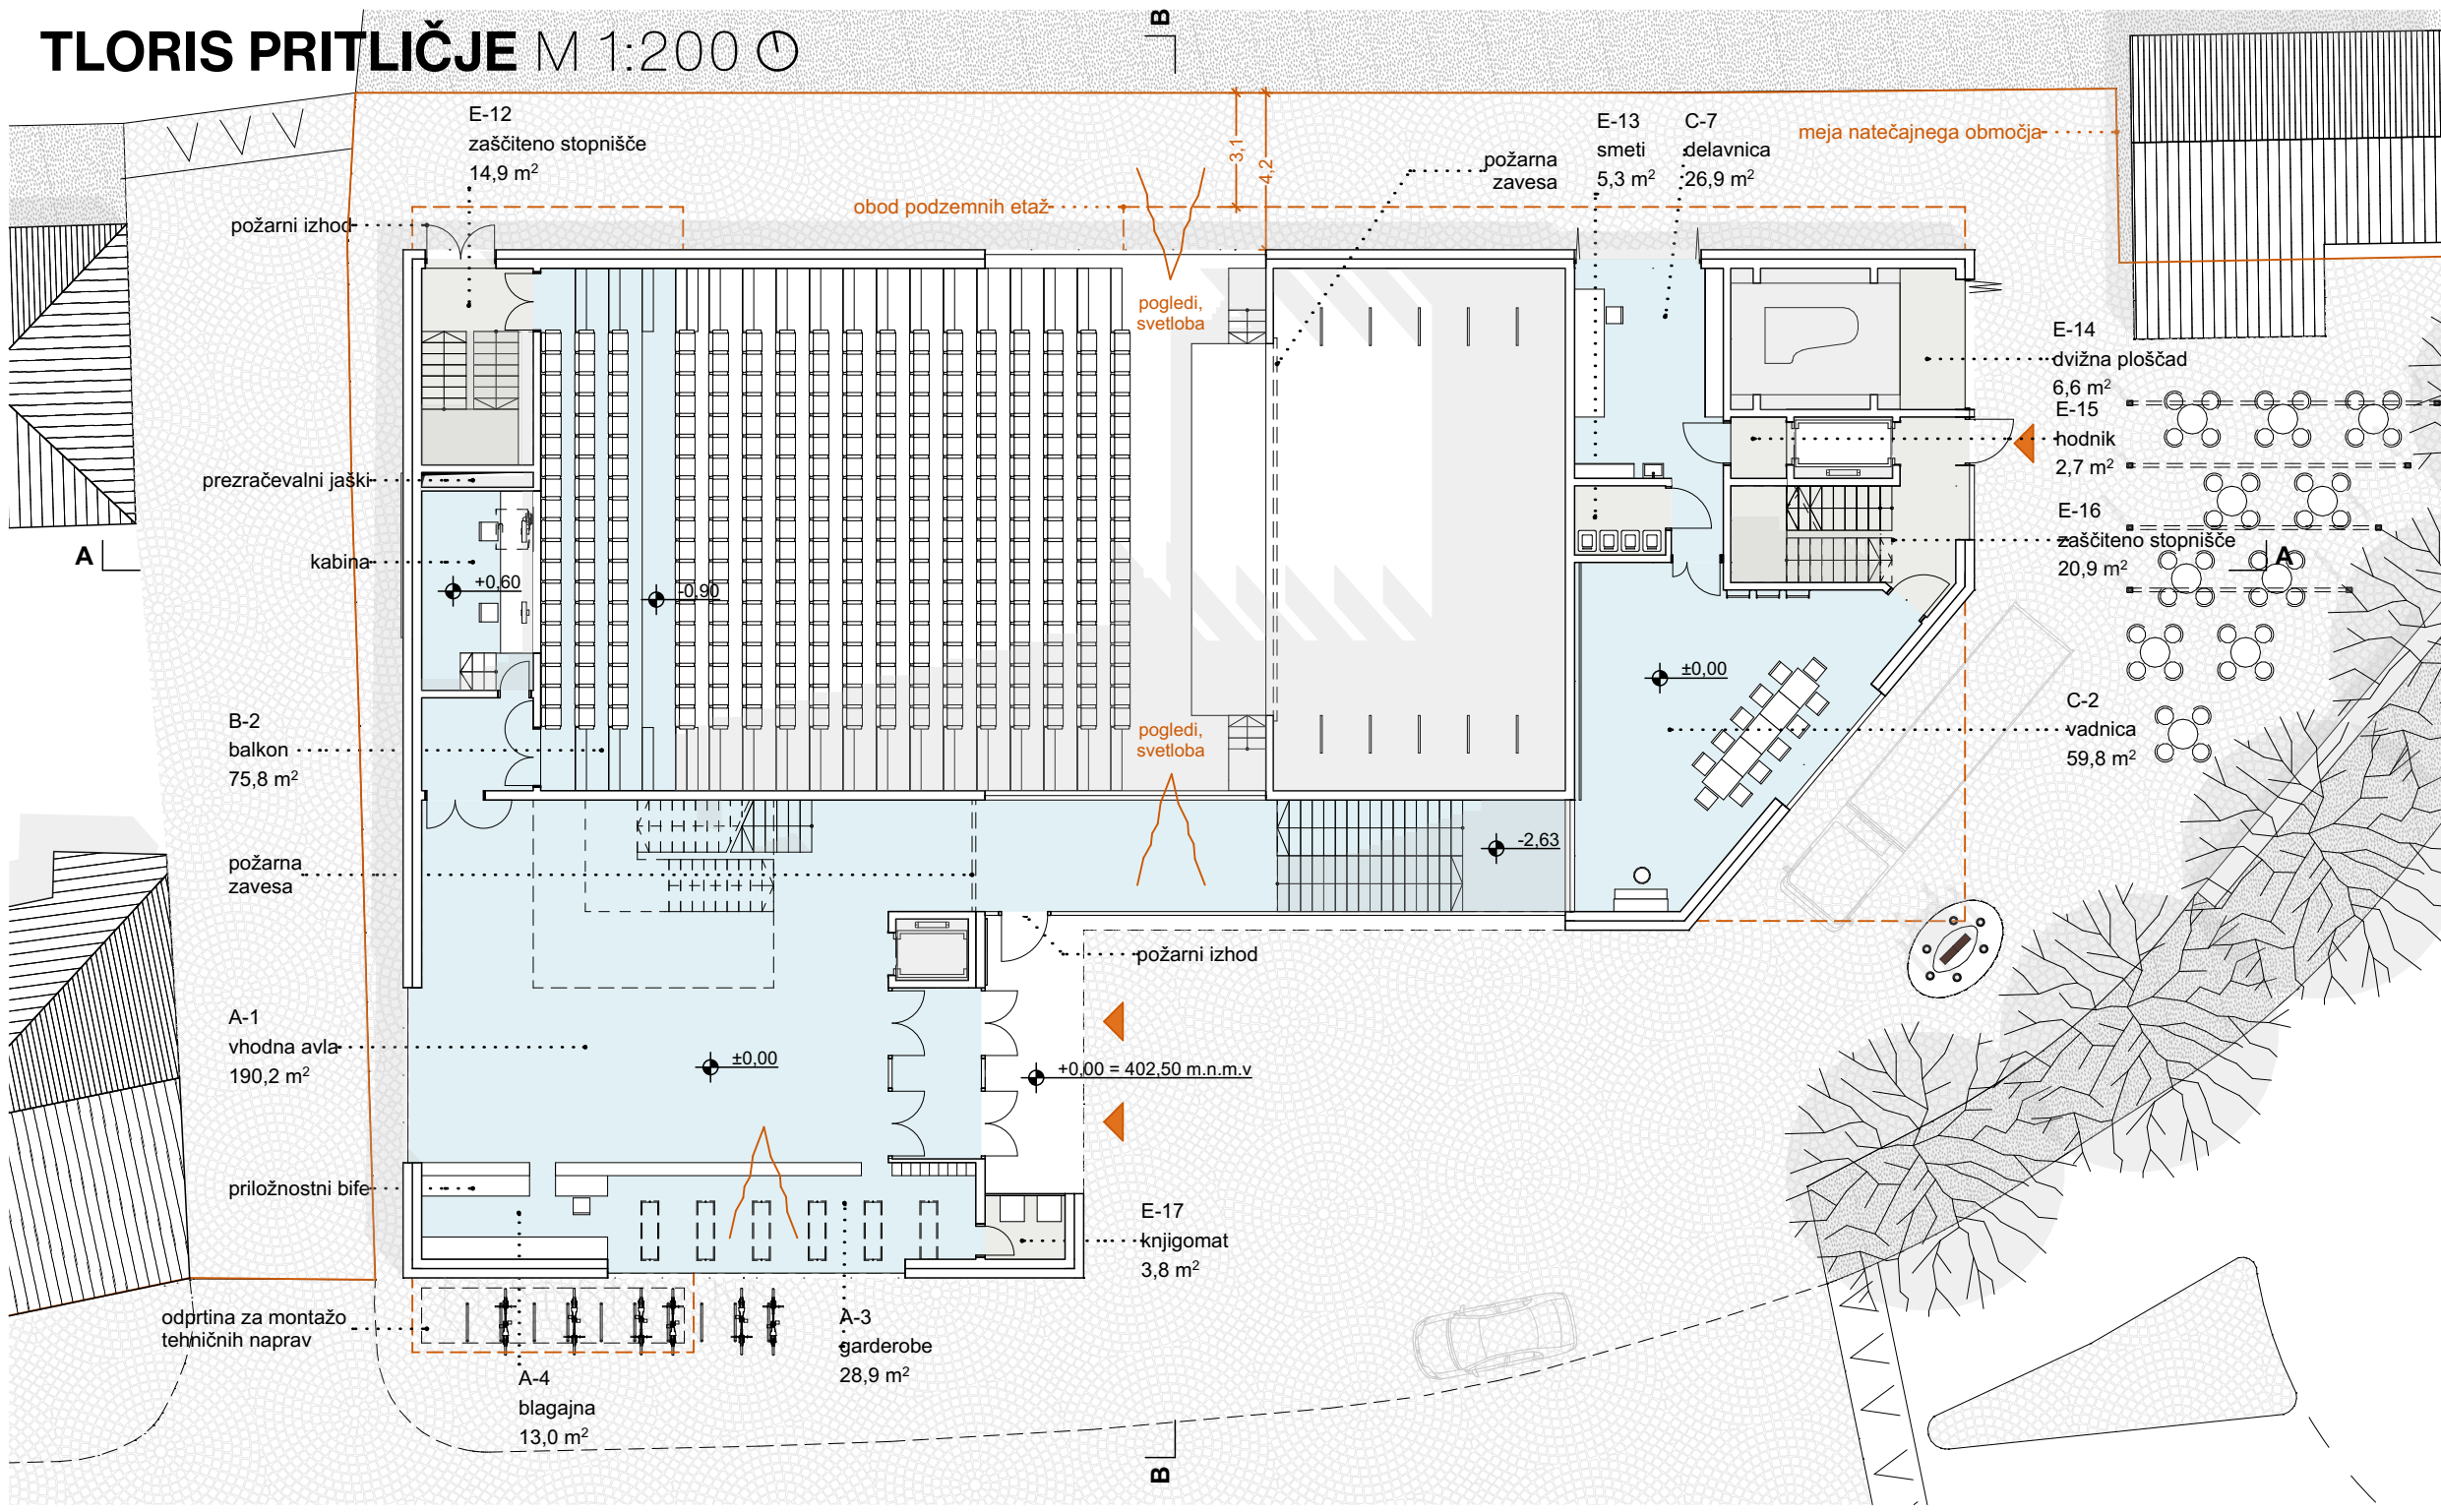 TLORIS PRITLIČJE M 1:200
B
E-12
zaščiteno stopnišče
14,9 m²
požarni izhod
obod podzemnih etaž
3,1
4,2
požarna
zavesa
E-13
smeti
5,3 m²
C-7
delavnica
26,9 m²
meja natečajnega območja
pogledi,
svetloba
E-14
dvižna ploščad
6,6 m²
E-15
hodnik
2,7 m²
E-16
zaščiteno stopnišče
20,9 m²
A
prezračevalni jaški
A
kabina
+0,60
-0,90
±0,00
C-2
vadnica
59,8 m²
B-2
balkon
75,8 m²
pogledi,
svetloba
-2,63
požarna
zavesa
požarni izhod
A-1
vhodna avla
190,2 m²
±0,00
+0,00 = 402,50 m.n.m.v
priložnostni bife
E-17
knjigomat
3,8 m²
odprtina za montažo
tehničnih naprav
A-3
garderobe
28,9 m²
A-4
blagajna
13,0 m²
B